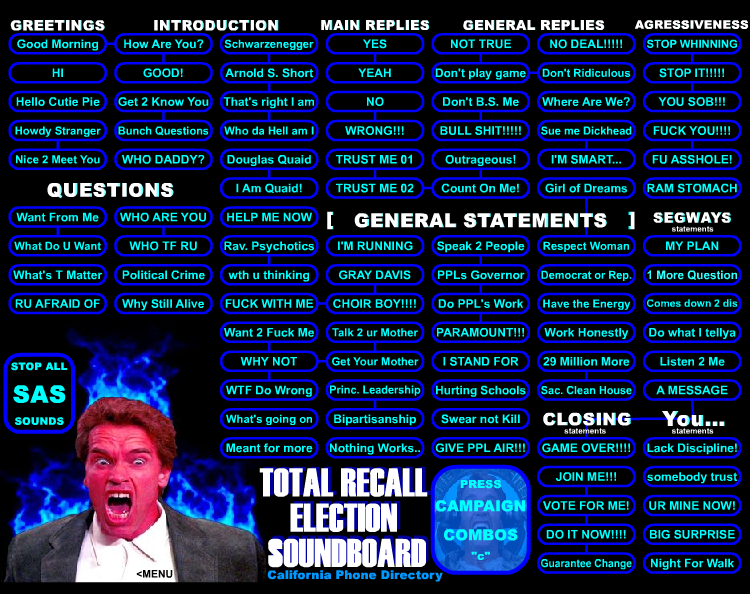 GREETINGS INTRODUCTION MAIN REPLIES GENERAL REPLIES AGRESSIVENESS
Good Morning How Are You? Schwarzenegger YES NOT TRUE NO DEAL!!!!! STOP WHINNING
HI GOOD! Arnold S. Short YEAH Don't play game Don't Ridiculous STOP IT!!!!!
Hello Cutie Pie Get 2 Know You That's right I am NO Don't B.S. Me Where Are We? YOU SOB!!!
Howdy Stranger Bunch Questions Who da Hell am I WRONG!!! BULL SHIT!!!!! Sue me Dickhead FUCK YOU!!!!
Nice 2 Meet You WHO DADDY? Douglas Quaid TRUST ME 01 Outrageous! I'M SMART... FU ASSHOLE!
QUESTIONS I Am Quaid! TRUST ME 02 Count On Me! Girl of Dreams RAM STOMACH
Want From Me WHO ARE YOU HELP ME NOW [ GENERAL STATEMENTS ] SEGWAYS
statements
What Do U Want WHO TF RU Rav. Psychotics I'M RUNNING Speak 2 People Respect Woman MY PLAN
What's T Matter Political Crime wth u thinking GRAY DAVIS PPLs Governor Democrat or Rep. 1 More Question
RU AFRAID OF Why Still Alive FUCK WITH ME CHOIR BOY!!!! Do PPL's Work Have the Energy Comes down 2 dis
Want 2 Fuck Me Talk 2 ur Mother PARAMOUNT!!! Work Honestly Do what I tellya
STOP ALL WHY NOT Get Your Mother I STAND FOR 29 Million More Listen 2 Me
SAS WTF Do Wrong Princ. Leadership Hurting Schools Sac. Clean House A MESSAGE
SOUNDS What's going on Bipartisanship Swear not Kill CLOSING You...
statements statements
Meant for more Nothing Works.. GIVE PPL AIR!!! GAME OVER!!!! Lack Discipline!
TOTAL RECALL PRESS JOIN ME!!! somebody trust
ELECTION CAMPAIGN VOTE FOR ME! UR MINE NOW!
SOUNDBOARD COMBOS DO IT NOW!!!! BIG SURPRISE
"c"
<MENU California Phone Directory Guarantee Change Night For Walk